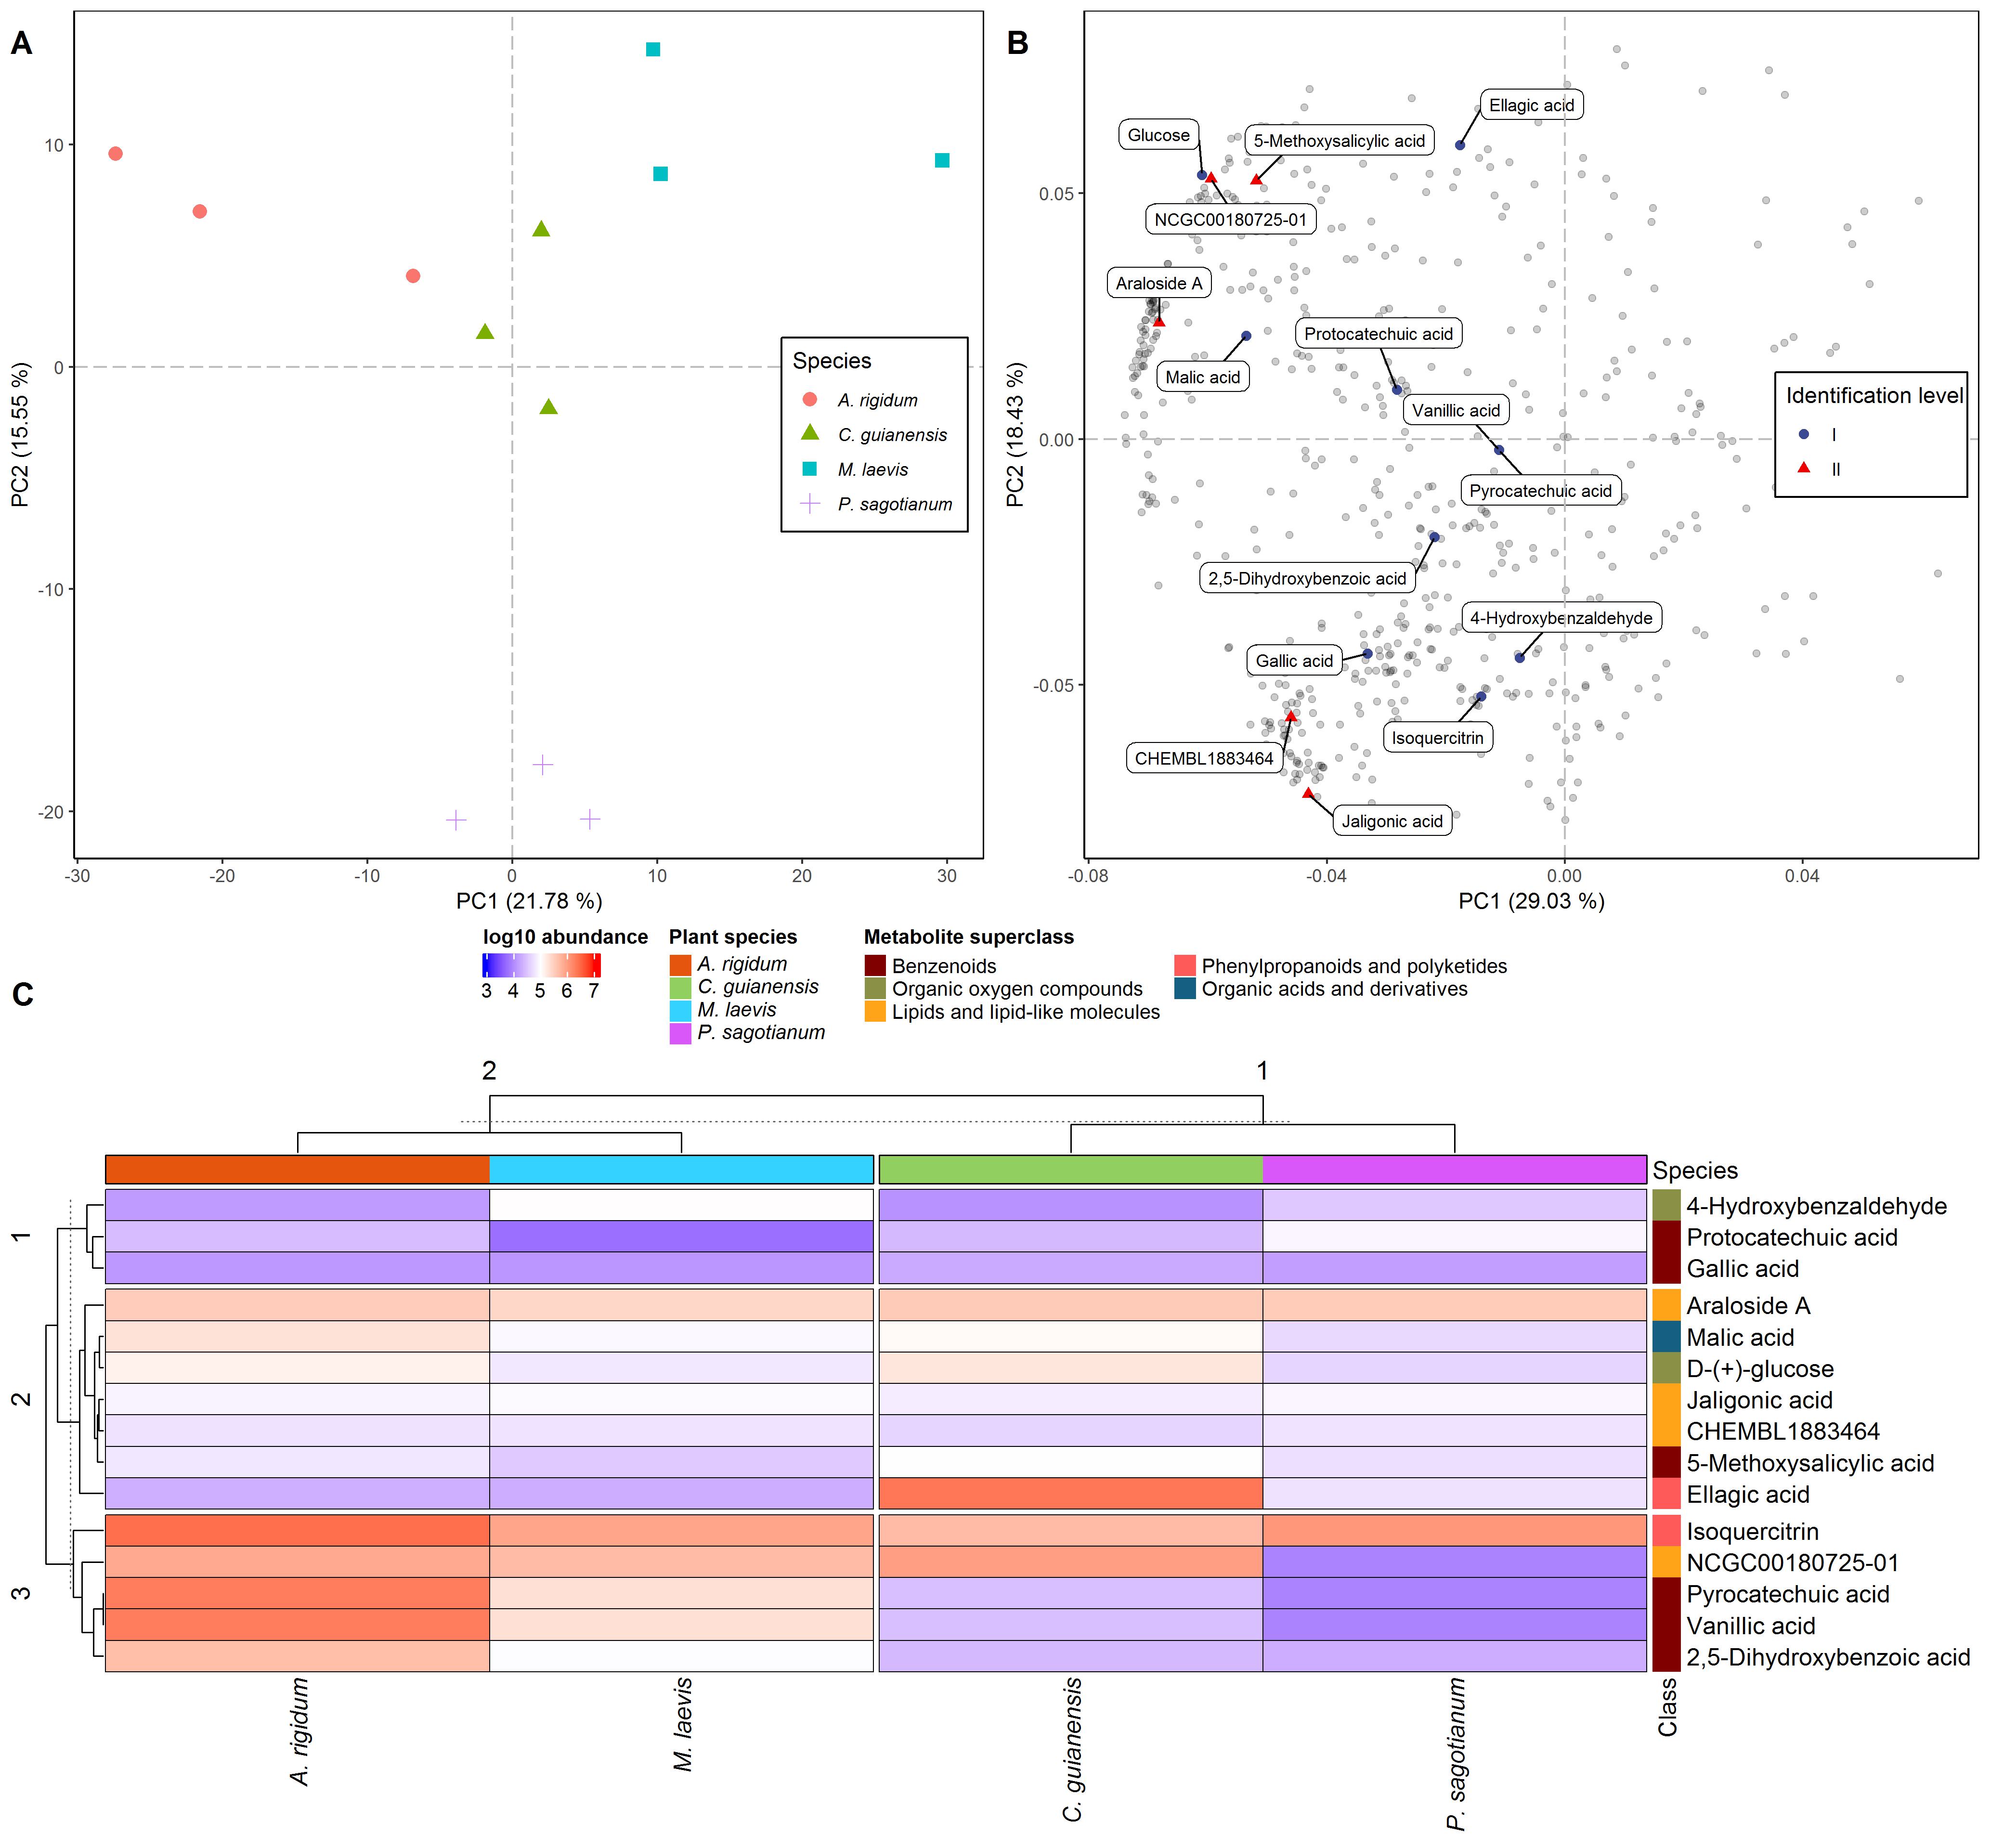 A
PC2 (15.55 %)
10
0
-10
-20
-30
-20
-10
0
10
20
30
PC1 (21.78 %)
Species
A. rigidum
C. guianensis
M. laevis
P. sagotianum
B
PC2 (18.43 %)
0.05
0.00
-0.05
-0.08
-0.04
0.00
0.04
PC1 (29.03 %)
Ellagic acid
Glucose
5-Methoxysalicylic acid
NCGC00180725-01
Araloside A
Protocatechuic acid
Malic acid
Vanillic acid
Pyrocatechuic acid
2,5-Dihydroxybenzoic acid
4-Hydroxybenzaldehyde
Gallic acid
Isoquercitrin
CHEMBL1883464
Jaligonic acid
Identification level
I
II
C
log10 abundance
3 4 5 6 7
Plant species
A. rigidum
C. guianensis
M. laevis
P. sagotianum
Metabolite superclass
Benzenoids
Organic oxygen compounds
Lipids and lipid-like molecules
Phenylpropanoids and polyketides
Organic acids and derivatives
2
1
Species
1
2
3
4-Hydroxybenzaldehyde
Protocatechuic acid
Gallic acid
Araloside A
Malic acid
D-(+)-glucose
Jaligonic acid
CHEMBL1883464
5-Methoxysalicylic acid
Ellagic acid
Isoquercitrin
NCGC00180725-01
Pyrocatechuic acid
Vanillic acid
2,5-Dihydroxybenzoic acid
A. rigidum
M. laevis
C. guianensis
P. sagotianum
Class